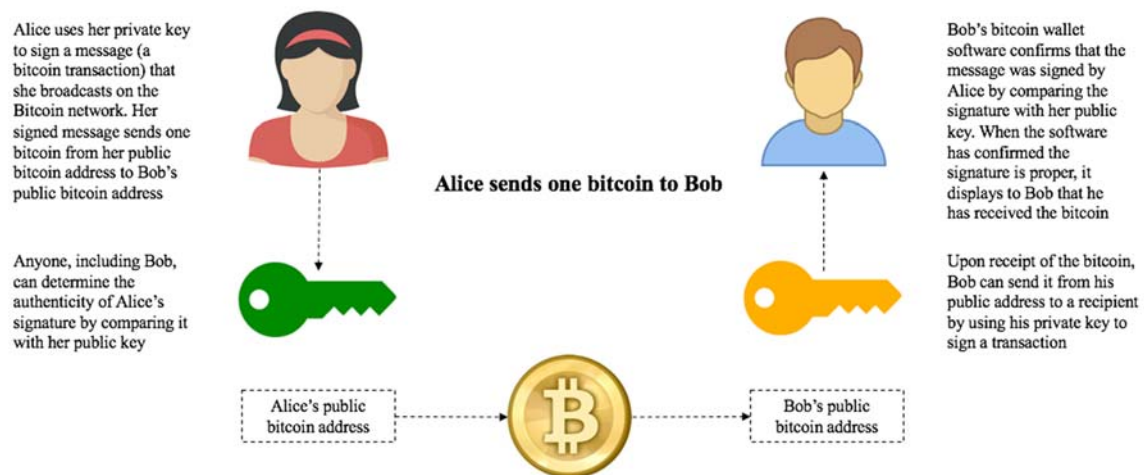 Alice uses her private key
to sign a message (a
bitcoin transaction) that
she broadcasts on the
Bitcoin network. Her
signed message sends one
bitcoin from her public
bitcoin address to Bob’s
public bitcoin address
Anyone, including Bob,
can determine the
authenticity of Alice’s
signature by comparing it
with her public key
Alice sends one bitcoin to Bob
Bob’s bitcoin wallet
software confirms that the
message was signed by
Alice by comparing the
signature with her public
key. When the software
has confirmed the
signature is proper, it
displays to Bob that he
has received the bitcoin
Upon receipt of the bitcoin,
Bob can send it from his
public address to a recipient
by using his private key to
sign a transaction
Alice’s public
bitcoin address
Bob’s public
bitcoin address